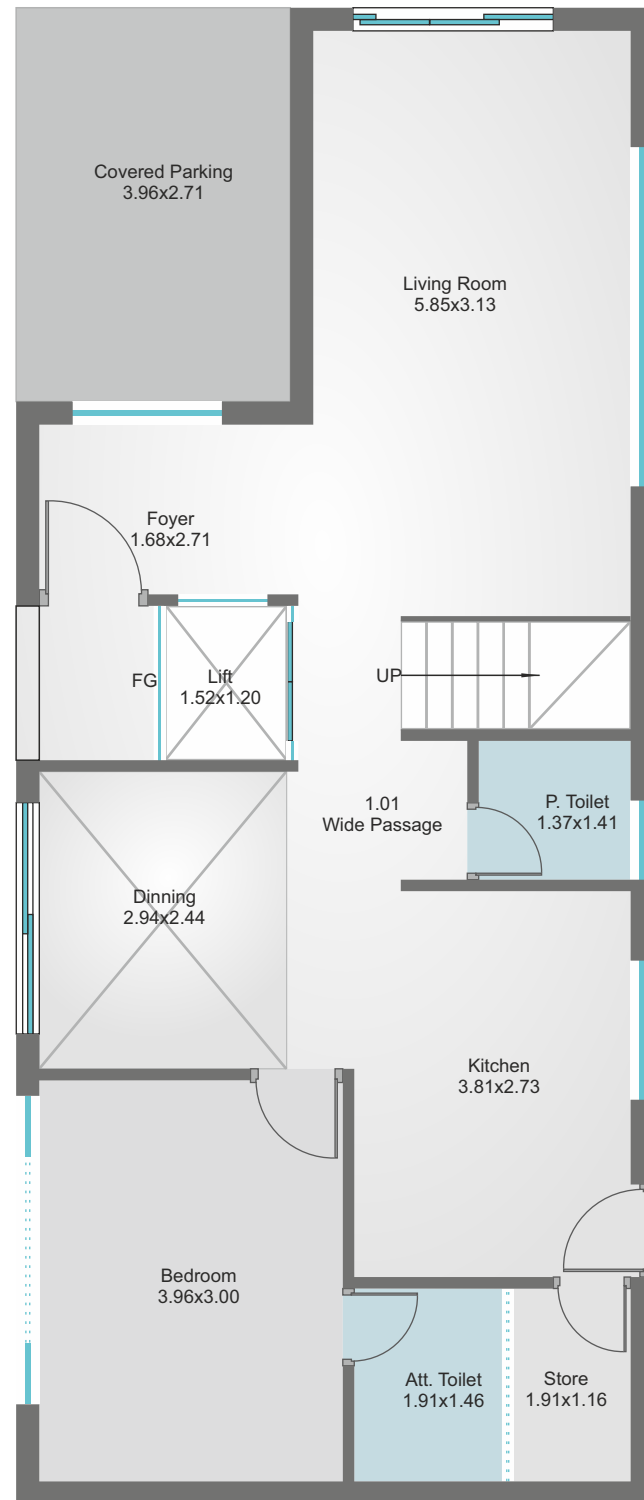 Covered Parking
3.96x2.71
Living Room
5.85x3.13
Foyer
1.68x2.71
FG
Lift
1.52x1.20
UP
1.01
Wide Passage
P. Toilet
1.37x1.41
Dinning
2.94x2.44
Kitchen
3.81x2.73
Bedroom
3.96x3.00
Att. Toilet
1.91x1.46
Store
1.91x1.16